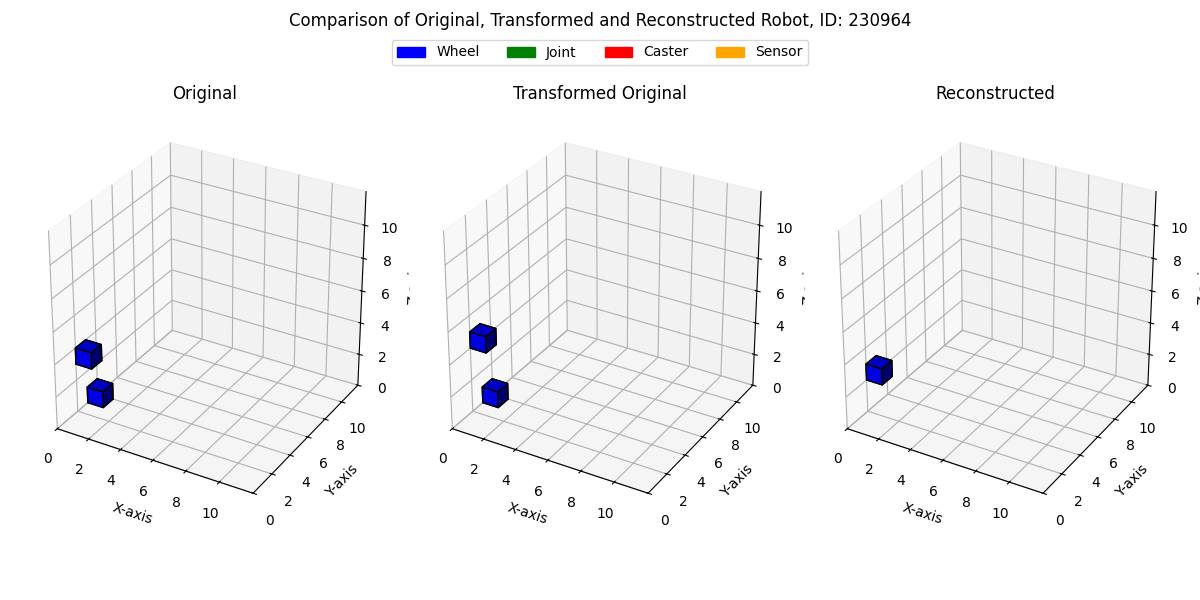 Comparison of Original, Transformed and Reconstructed Robot, ID: 230964
Wheel Joint Caster Sensor
Original Transformed Original Reconstructed
10 10 10
8 8 8
6 6 6
4 4 4
2 2 2
0 0 0
0 2 4 6 8 10 0 2 4 6 8 10 0 2 4 6 8 10
0 2 4 6 8 10 0 2 4 6 8 10 0 2 4 6 8 10
X-axis Y-axis X-axis Y-axis X-axis Y-axis